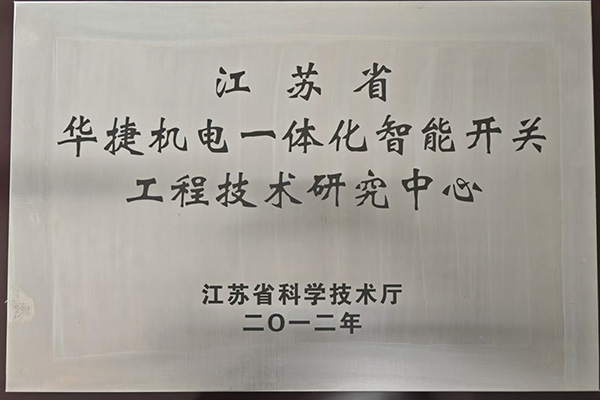 江苏省
华捷机电一体化智能开关
工程技术研究中心
江苏省科学技术厅
二〇一二年